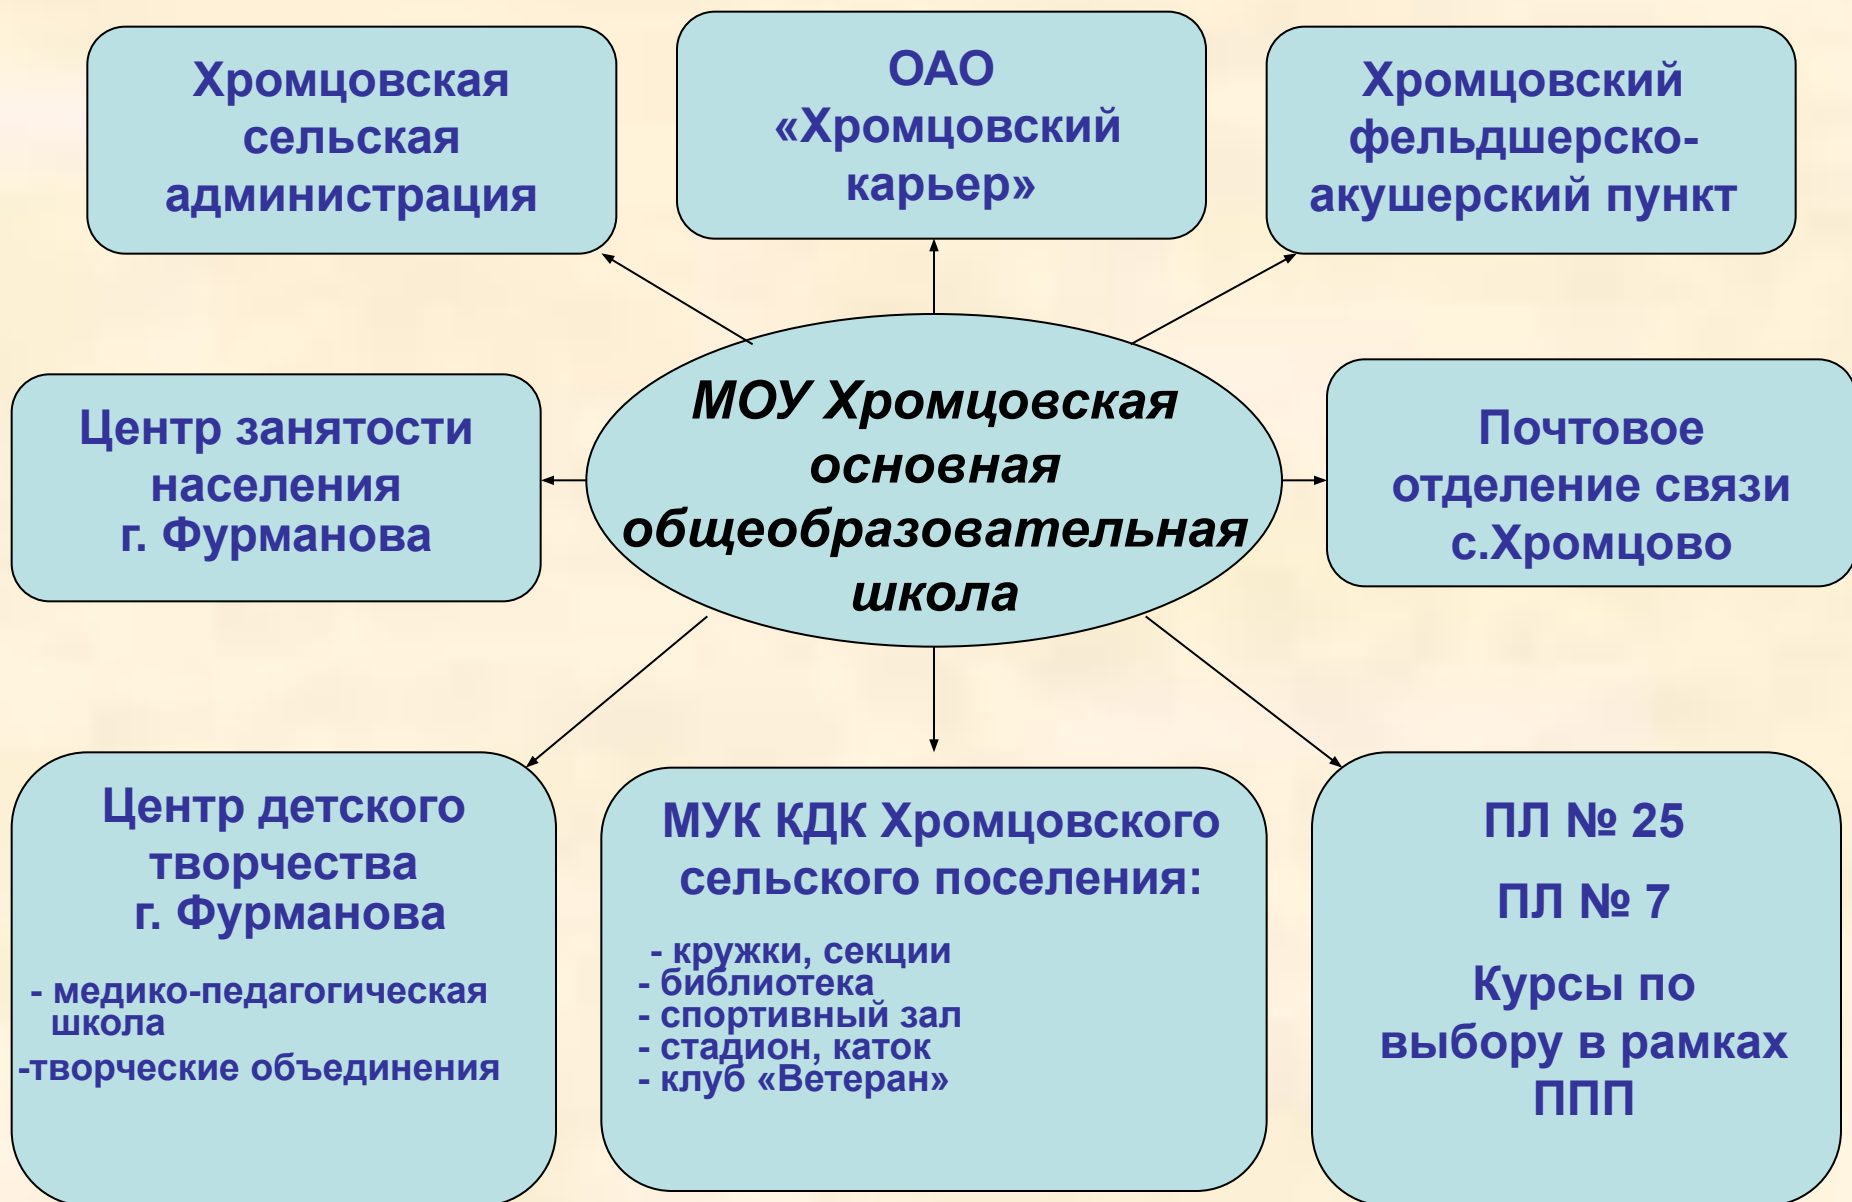 Хромцовская
сельская
администрация
ОАО
«Хромцовский
карьер»
Хромцовский
фельдшерско-
акушерский пункт
Центр занятости
населения
г. Фурманова
МОУ Хромцовская
основная
общеобразовательная
школа
Почтовое
отделение связи
с.Хромцово
Центр детского
творчества
г. Фурманова
- медико-педагогическая
школа
-творческие объединения
МУК КДК Хромцовского
сельского поселения:
- кружки, секции
- библиотека
- спортивный зал
- стадион, каток
- клуб «Ветеран»
ПЛ № 25
ПЛ № 7
Курсы по
выбору в рамках
ППП